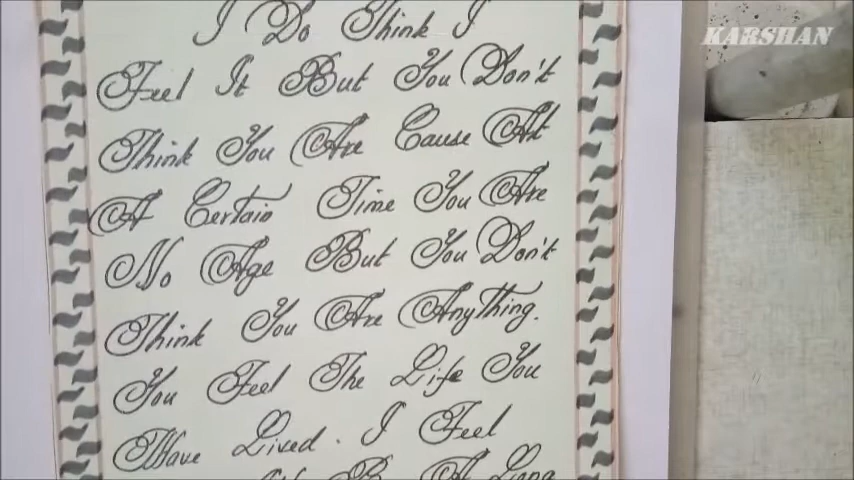 KARSHAN
I Do Think I
Feel It But You Don't
Think You Are Cause At
A Certain Time You Are
No Age But You Don't
Think You Are Anything.
You Feel The Life You
Have Lived. I Feel
A Long